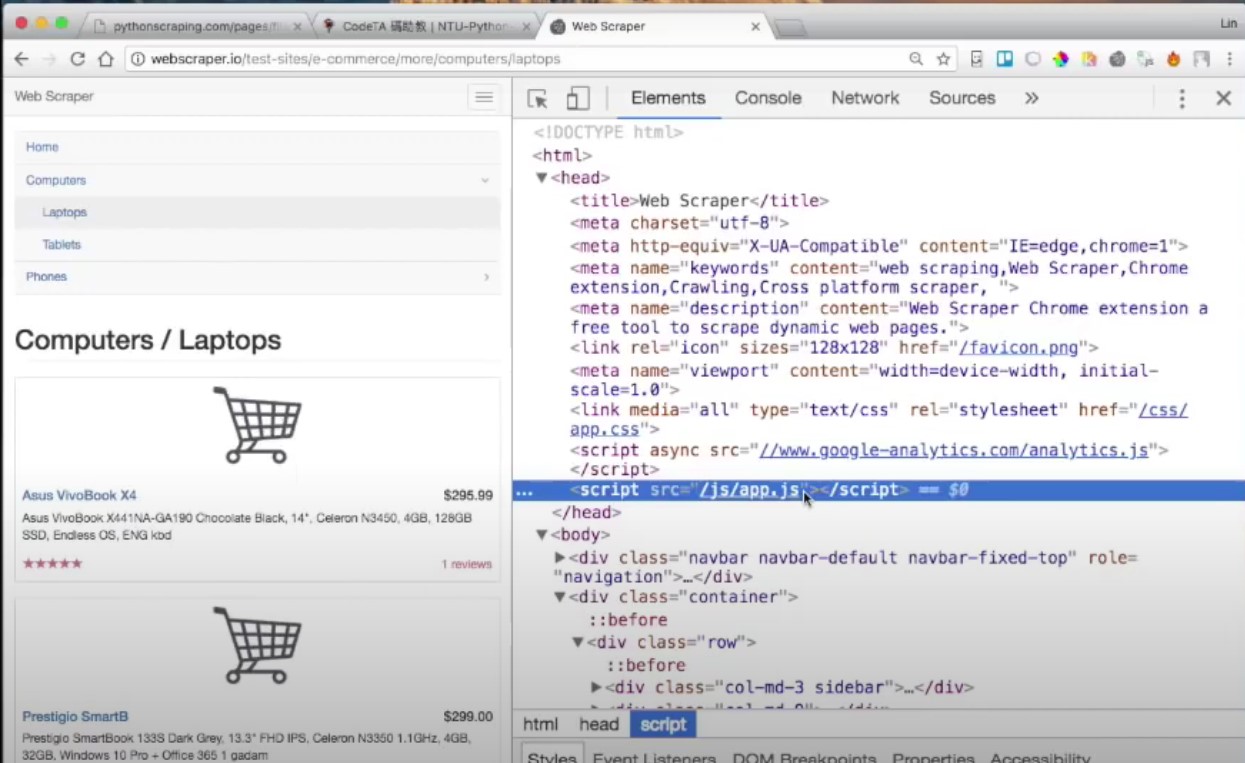 pythonscraping.com/pages/
CodeTA 碼助教 | NTU-Python
Web Scraper
Lin
webscraper.io/test-sites/e-commerce/more/computers/laptops
Web Scraper
Home
Computers
Laptops
Tablets
Phones
Computers / Laptops
Asus VivoBook X4
$295.99
Asus VivoBook X441NA-GA190 Chocolate Black, 14", Celeron N3450, 4GB, 128GB
SSD, Endless OS, ENG kbd
★★★★★
1 reviews
Prestigio SmartB
$299.00
Prestigio SmartBook 133S Dark Grey, 13.3" FHD IPS, Celeron N3350 1.1GHz, 4GB,
32GB, Windows 10 Pro + Office 365 1 gadam
Elements
Console
Network
Sources
»
<!DOCTYPE html>
<html>
▼<head>
<title>Web Scraper</title>
<meta charset="utf-8">
<meta http-equiv="X-UA-Compatible" content="IE=edge,chrome=1">
<meta name="keywords" content="web scraping,Web Scraper,Chrome
extension,Crawling,Cross platform scraper, ">
<meta name="description" content="Web Scraper Chrome extension a
free tool to scrape dynamic web pages.">
<link rel="icon" sizes="128x128" href="/favicon.png">
<meta name="viewport" content="width=device-width, initial-
scale=1.0">
<link media="all" type="text/css" rel="stylesheet" href="/css/
app.css">
<script async src="//www.google-analytics.com/analytics.js">
</script>
… <script src="/js/app.js"></script> == $0
</head>
▼<body>
▶<div class="navbar navbar-default navbar-fixed-top" role=
"navigation">…</div>
▼<div class="container">
::before
▼<div class="row">
::before
▶<div class="col-md-3 sidebar">…</div>
▶<div class="col-md-9">…</div>
html head script
Styles Event Listeners DOM Breakpoints Properties Accessibility